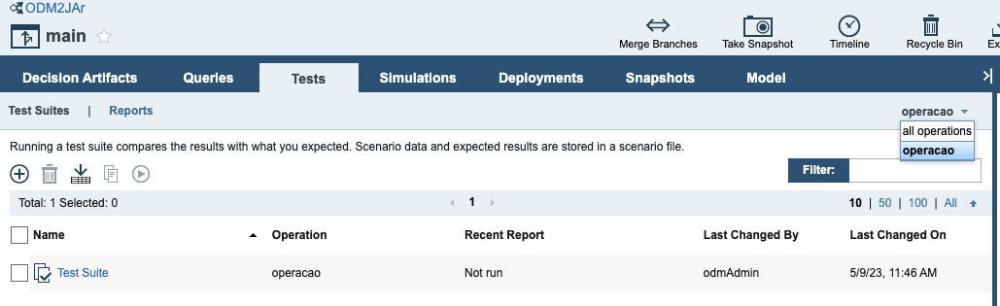 ODM2JAr
main
Merge Branches Take Snapshot Timeline Recycle Bin Ex
Decision Artifacts Queries Tests Simulations Deployments Snapshots Model
Test Suites | Reports operacao
all operations
operacao
Running a test suite compares the results with what you expected. Scenario data and expected results are stored in a scenario file.
Filter:
Total: 1 Selected: 0 1 10 | 50 | 100 | All
Name Operation Recent Report Last Changed By Last Changed On
Test Suite operacao Not run odmAdmin 5/9/23, 11:46 AM